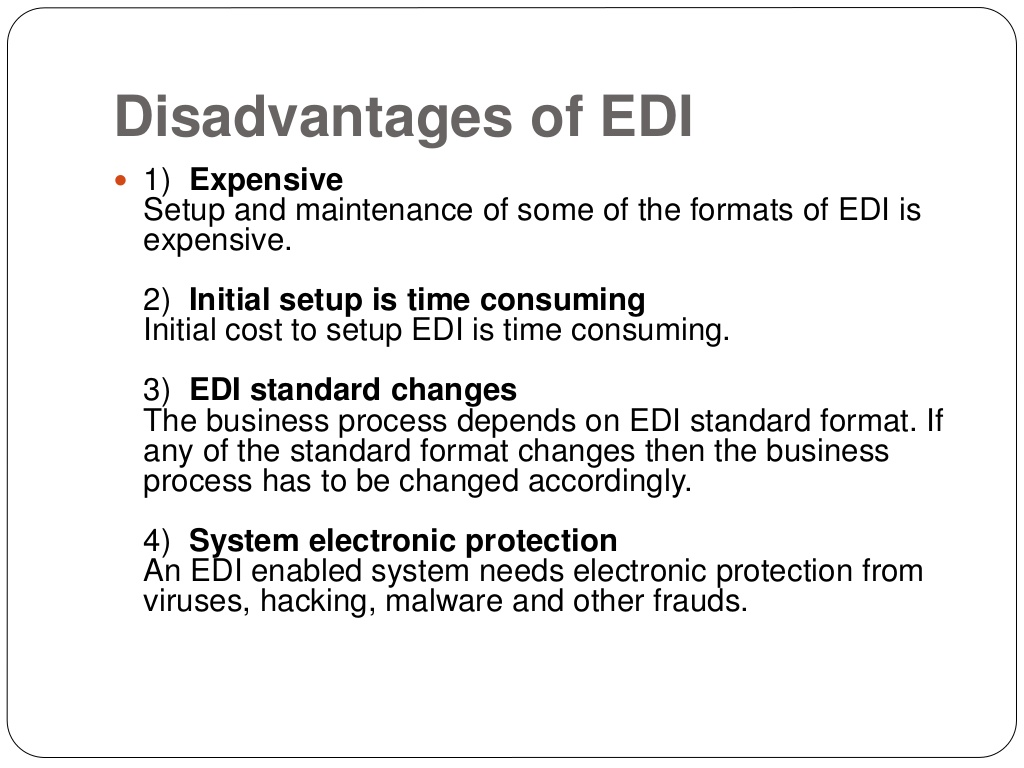 Disadvantages of EDI
• 1)  Expensive
Setup and maintenance of some of the formats of EDI is
expensive.
2)  Initial setup is time consuming
Initial cost to setup EDI is time consuming.
3)  EDI standard changes
The business process depends on EDI standard format. If
any of the standard format changes then the business
process has to be changed accordingly.
4)  System electronic protection
An EDI enabled system needs electronic protection from
viruses, hacking, malware and other frauds.